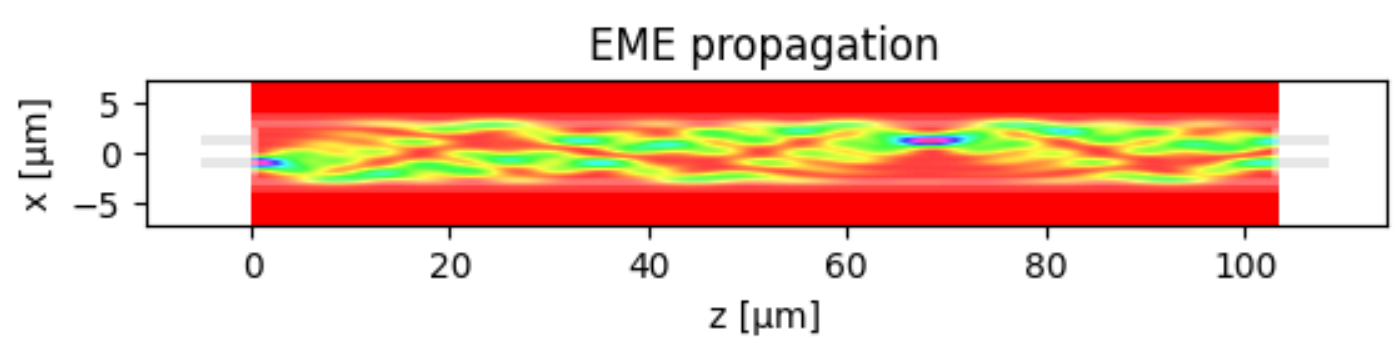 EME propagation
x [µm]
5
0
−5
0 20 40 60 80 100
z [µm]